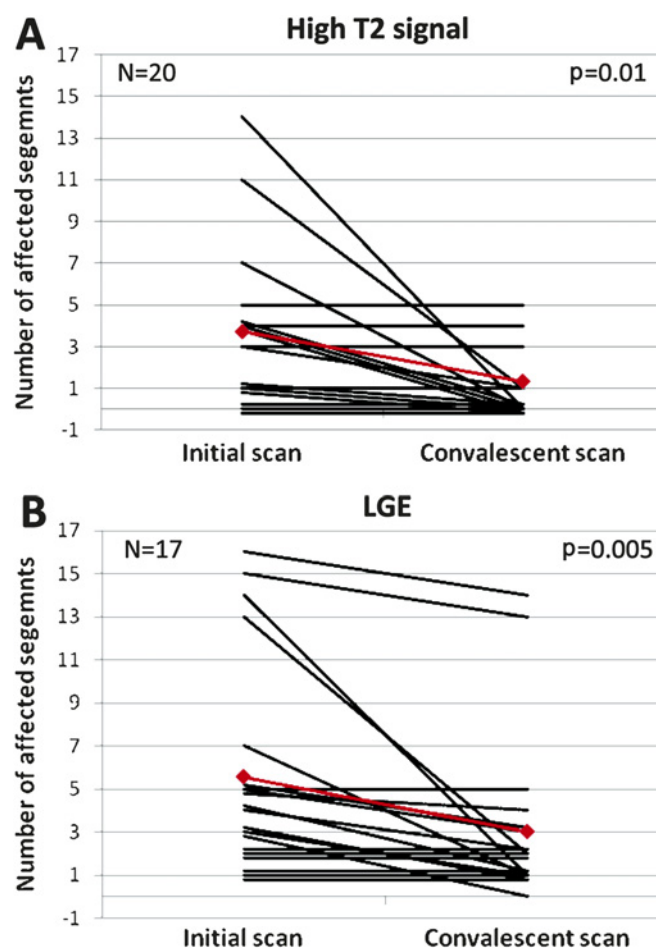 A
High T2 signal
N=20
p=0.01
Number of affected segemnts
17
15
13
11
9
7
5
3
1
-1
Initial scan
Convalescent scan
B
LGE
N=17
p=0.005
Number of affected segemnts
17
15
13
11
9
7
5
3
1
-1
Initial scan
Convalescent scan